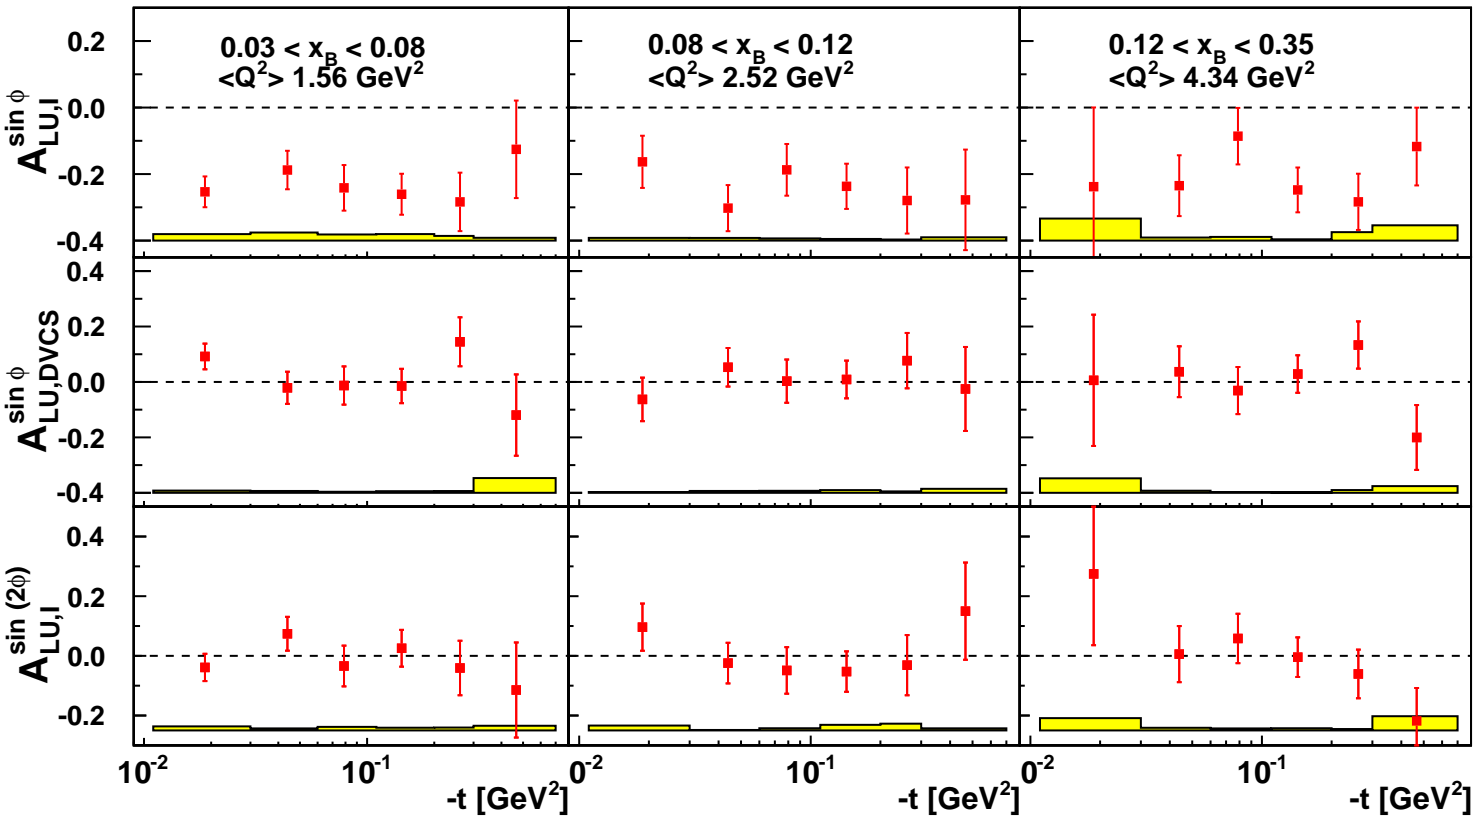 0.03 < x_B < 0.08
<Q²> 1.56 GeV²
0.08 < x_B < 0.12
<Q²> 2.52 GeV²
0.12 < x_B < 0.35
<Q²> 4.34 GeV²
A_LU,I^sin ϕ
0.2
0.0
-0.2
-0.4
A_LU,DVCS^sin ϕ
0.4
0.2
0.0
-0.2
-0.4
A_LU,I^sin (2ϕ)
0.4
0.2
0.0
-0.2
10⁻² 10⁻¹ 0⁻² 10⁻¹ 0⁻² 10⁻¹
-t [GeV²] -t [GeV²] -t [GeV²]